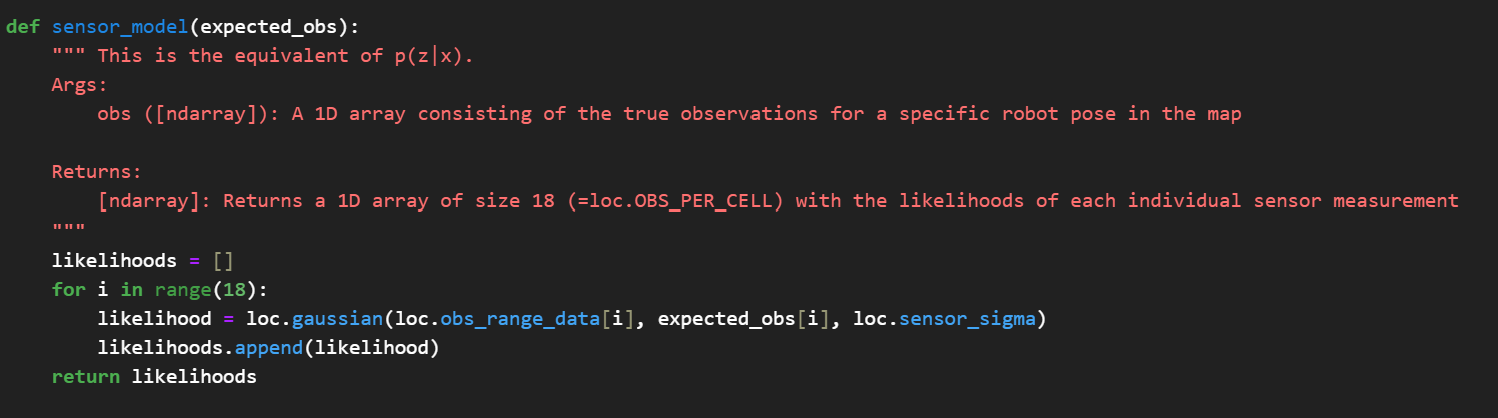 def sensor_model(expected_obs):
    """ This is the equivalent of p(z|x).
    Args:
        obs ([ndarray]): A 1D array consisting of the true observations for a specific robot pose in the map

    Returns:
        [ndarray]: Returns a 1D array of size 18 (=loc.OBS_PER_CELL) with the likelihoods of each individual sensor measurement
    """
    likelihoods = []
    for i in range(18):
        likelihood = loc.gaussian(loc.obs_range_data[i], expected_obs[i], loc.sensor_sigma)
        likelihoods.append(likelihood)
    return likelihoods